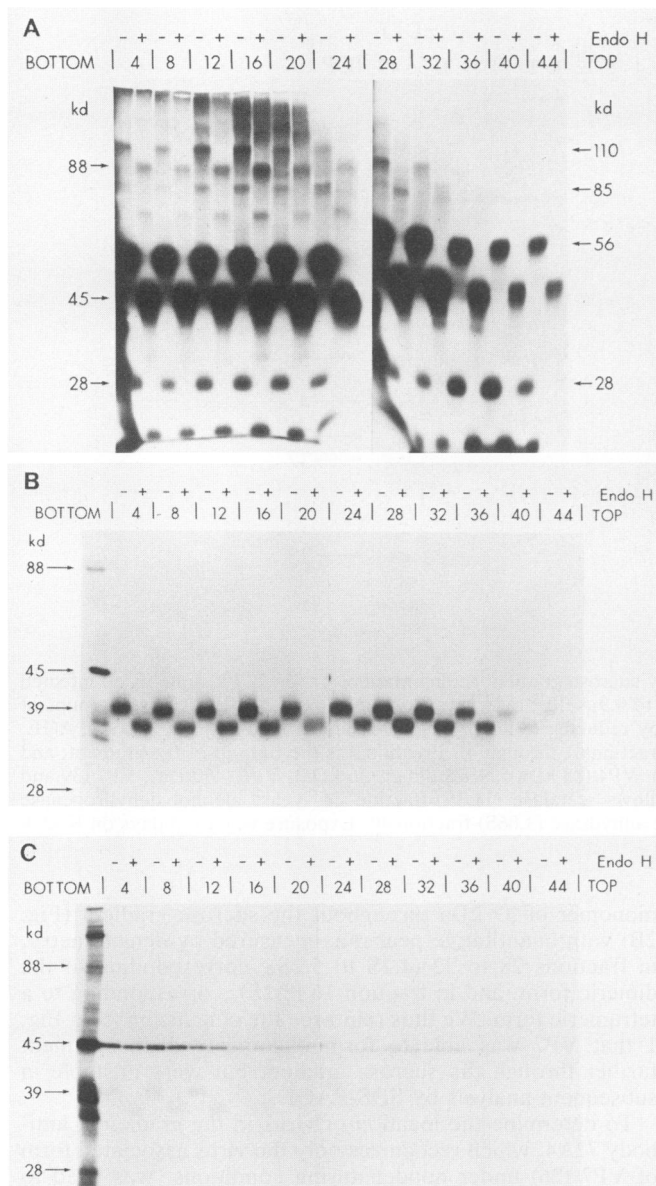 A
- + - + - + - + - + - + - + - + - + - + - + Endo H
BOTTOM | 4 | 8 | 12 | 16 | 20 | 24 | 28 | 32 | 36 | 40 | 44 | TOP
kd kd
88 110
85
56
45
28 28
B
- + - + - + - + - + - + - + - + - + - + - + Endo H
BOTTOM | 4 | 8 | 12 | 16 | 20 | 24 | 28 | 32 | 36 | 40 | 44 | TOP
kd
88
45
39
28
C
- + - + - + - + - + - + - + - + - + - + - + Endo H
BOTTOM | 4 | 8 | 12 | 16 | 20 | 24 | 28 | 32 | 36 | 40 | 44 | TOP
kd
88
45
39
28